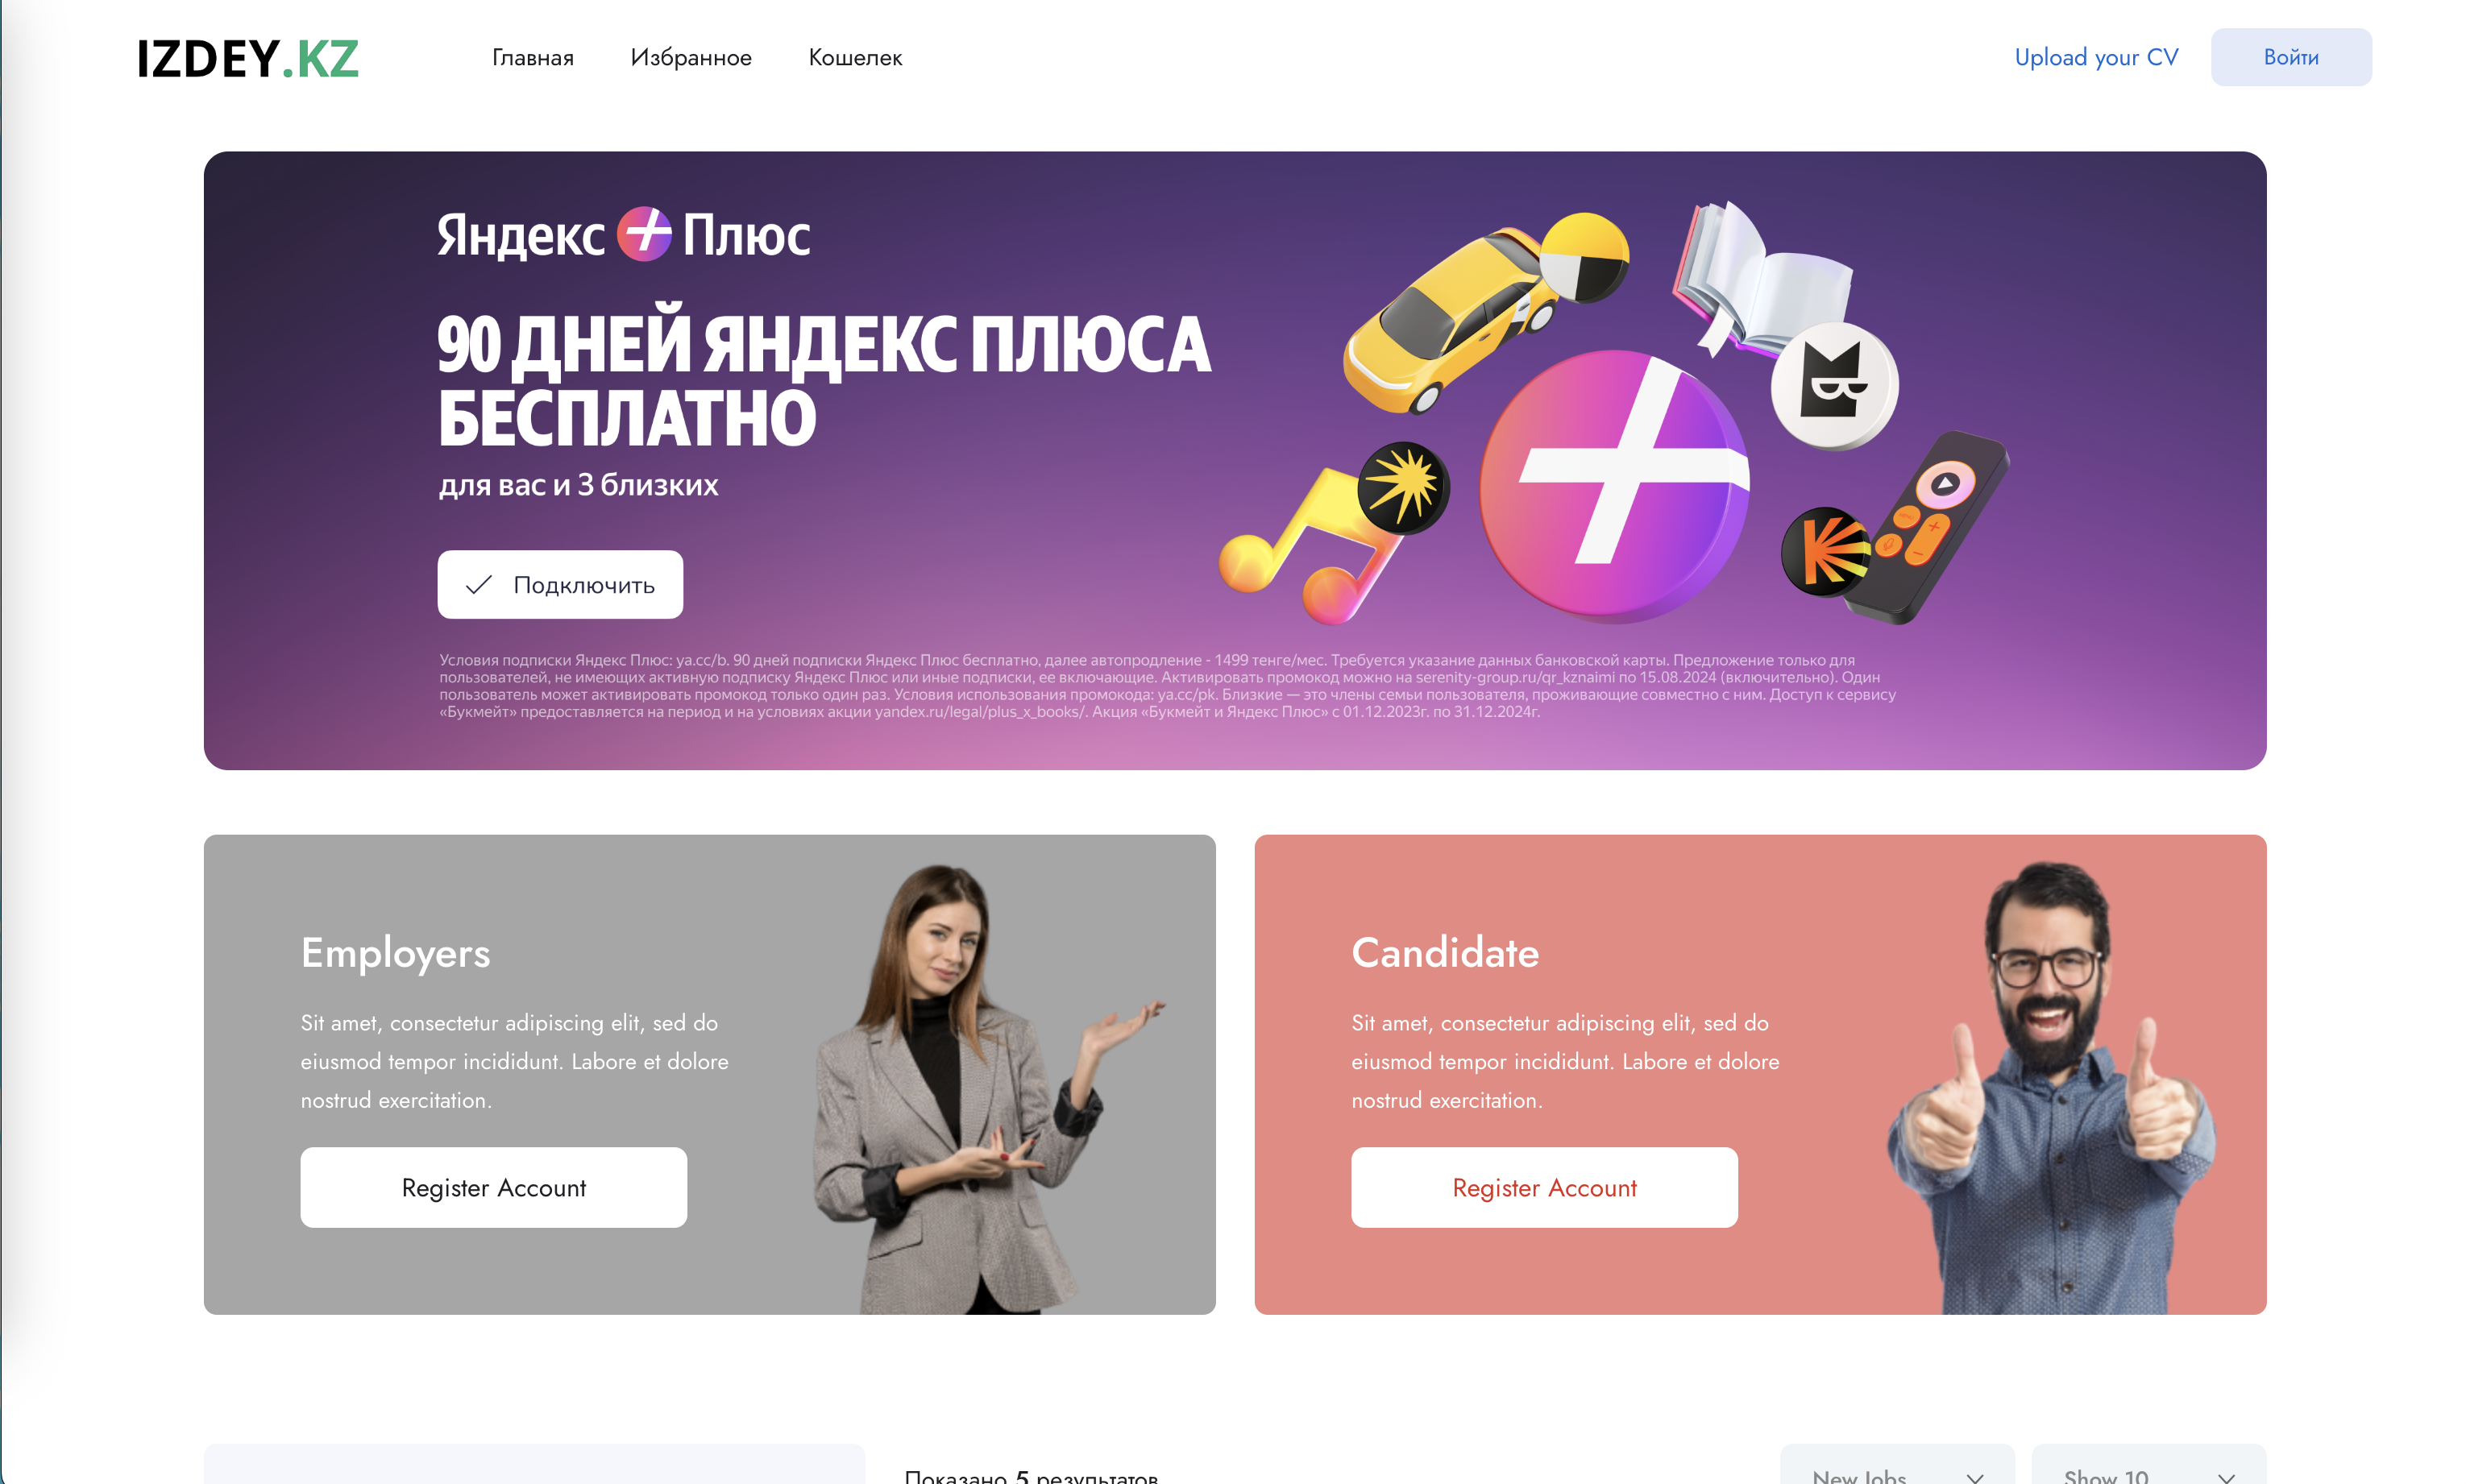 IZDEY.KZ
Главная
Избранное
Кошелек
Upload your CV
Войти
Яндекс Плюс
90 ДНЕЙ ЯНДЕКС ПЛЮСА
БЕСПЛАТНО
для вас и 3 близких
Подключить
Условия подписки Яндекс Плюс: ya.cc/b. 90 дней подписки Яндекс Плюс бесплатно, далее автопродление - 1499 тенге/мес. Требуется указание данных банковской карты. Предложение только для
пользователей, не имеющих активную подписку Яндекс Плюс или иные подписки, ее включающие. Активировать промокод можно на serenity-group.ru/qr_kznaimi по 15.08.2024 (включительно). Один
пользователь может активировать промокод только один раз. Условия использования промокода: ya.cc/pk. Близкие — это члены семьи пользователя, проживающие совместно с ним. Доступ к сервису
«Букмейт» предоставляется на период и на условиях акции yandex.ru/legal/plus_x_books/. Акция «Букмейт и Яндекс Плюс» с 01.12.2023г. по 31.12.2024г.
Employers
Sit amet, consectetur adipiscing elit, sed do
eiusmod tempor incididunt. Labore et dolore
nostrud exercitation.
Register Account
Candidate
Sit amet, consectetur adipiscing elit, sed do
eiusmod tempor incididunt. Labore et dolore
nostrud exercitation.
Register Account
Показано 5 результатов
New Jobs
Show 10